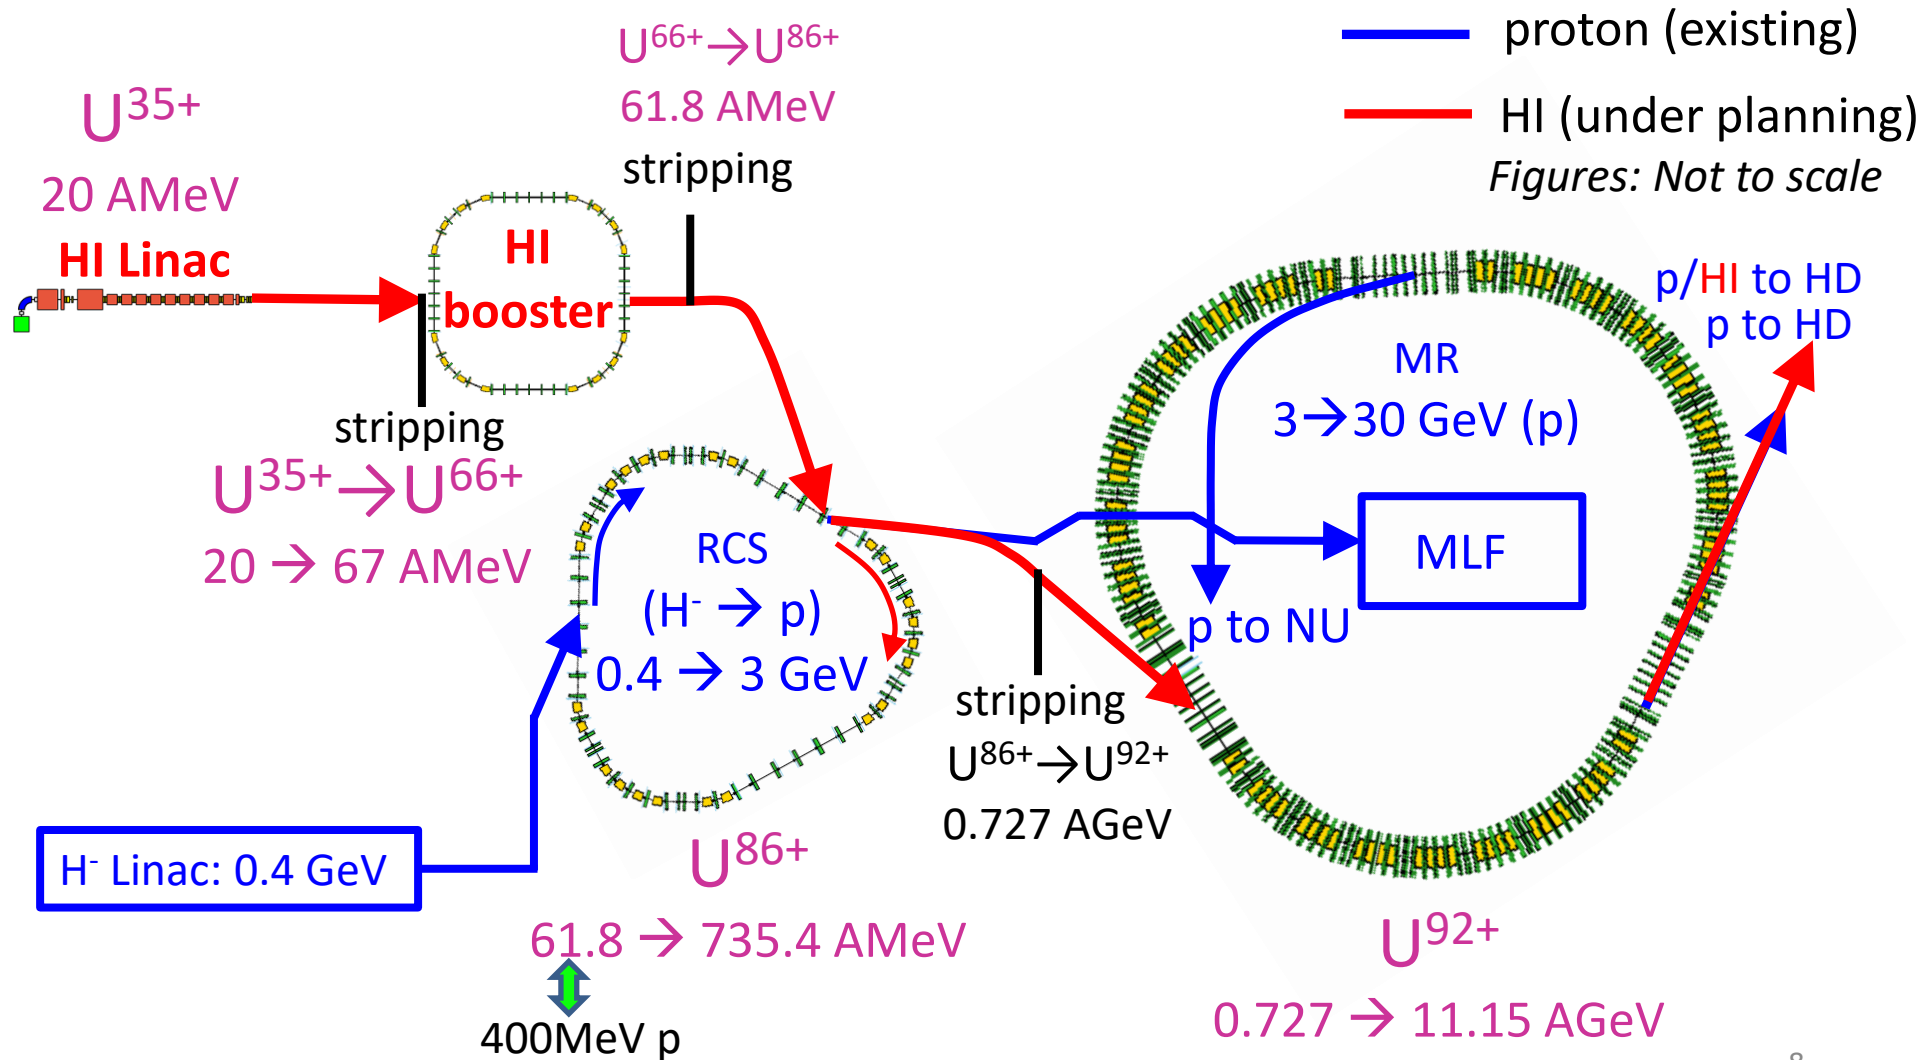 U66+→U86+
61.8 AMeV
stripping
proton (existing)
HI (under planning)
Figures: Not to scale
U35+
20 AMeV
HI Linac
HI
booster
stripping
U35+→U66+
20 → 67 AMeV
p/HI to HD
p to HD
MR
3→30 GeV (p)
MLF
p to NU
RCS
(H- → p)
0.4 → 3 GeV
stripping
U86+→U92+
0.727 AGeV
H- Linac: 0.4 GeV
U86+
61.8 → 735.4 AMeV
400MeV p
U92+
0.727 → 11.15 AGeV